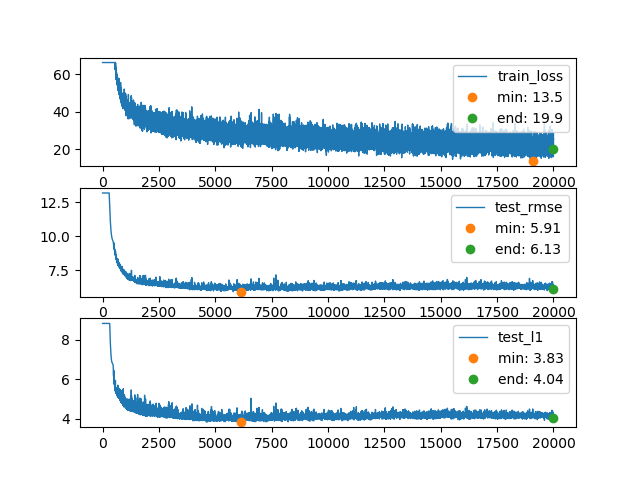 60
40
20
train_loss
min: 13.5
end: 19.9
0 2500 5000 7500 10000 12500 15000 17500 20000
12.5
10.0
7.5
test_rmse
min: 5.91
end: 6.13
0 2500 5000 7500 10000 12500 15000 17500 20000
8
6
4
test_l1
min: 3.83
end: 4.04
0 2500 5000 7500 10000 12500 15000 17500 20000